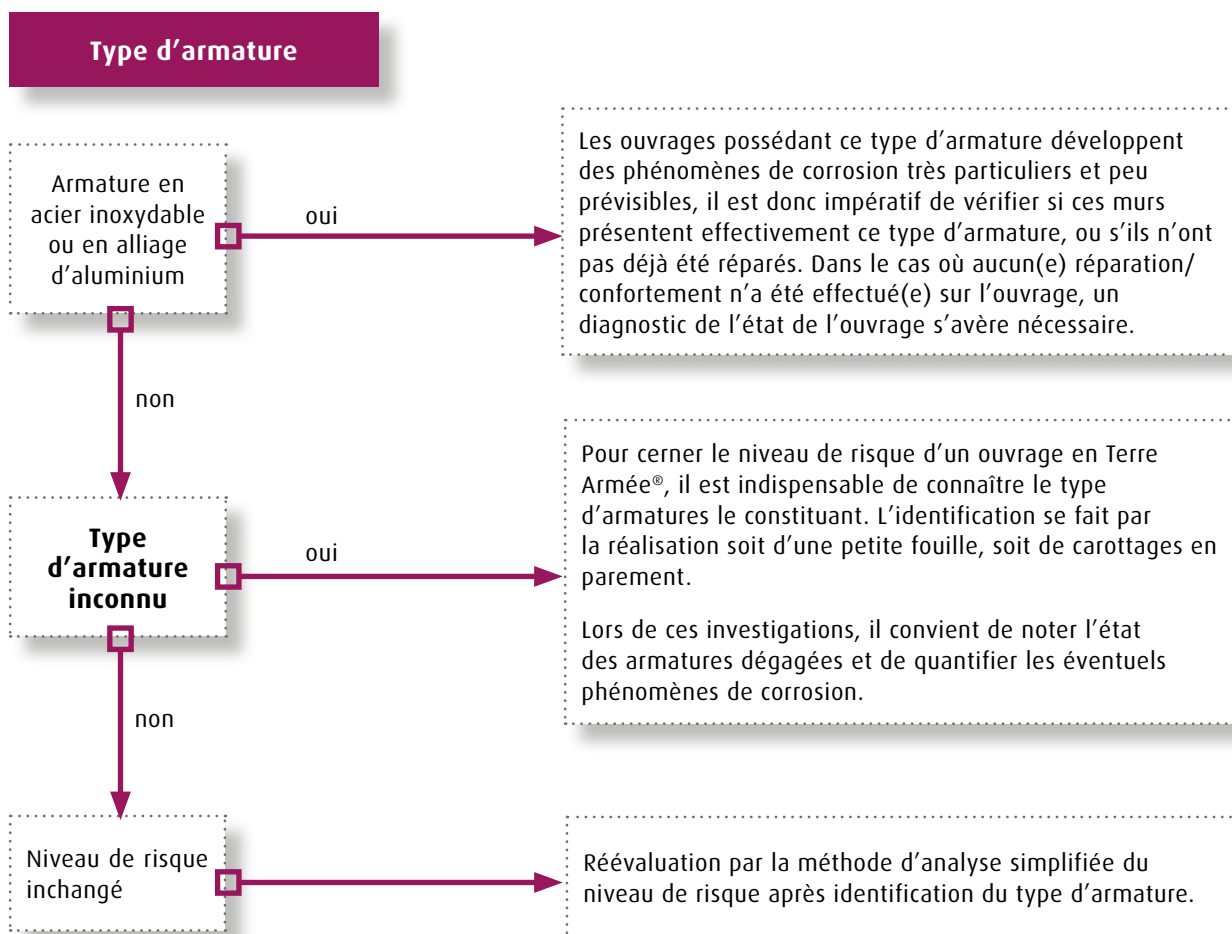 Type d’armature
Armature en
acier inoxydable
ou en alliage
d’aluminium
oui
Les ouvrages possédant ce type d’armature développent
des phénomènes de corrosion très particuliers et peu
prévisibles, il est donc impératif de vérifier si ces murs
présentent effectivement ce type d’armature, ou s’ils n’ont
pas déjà été réparés. Dans le cas où aucun(e) réparation/
confortement n’a été effectué(e) sur l’ouvrage, un
diagnostic de l’état de l’ouvrage s’avère nécessaire.
non
Type
d’armature
inconnu
oui
Pour cerner le niveau de risque d’un ouvrage en Terre
Armée®, il est indispensable de connaître le type
d’armatures le constituant. L’identification se fait par
la réalisation soit d’une petite fouille, soit de carottages en
parement.
Lors de ces investigations, il convient de noter l’état
des armatures dégagées et de quantifier les éventuels
phénomènes de corrosion.
non
Niveau de risque
inchangé
Réévaluation par la méthode d’analyse simplifiée du
niveau de risque après identification du type d’armature.